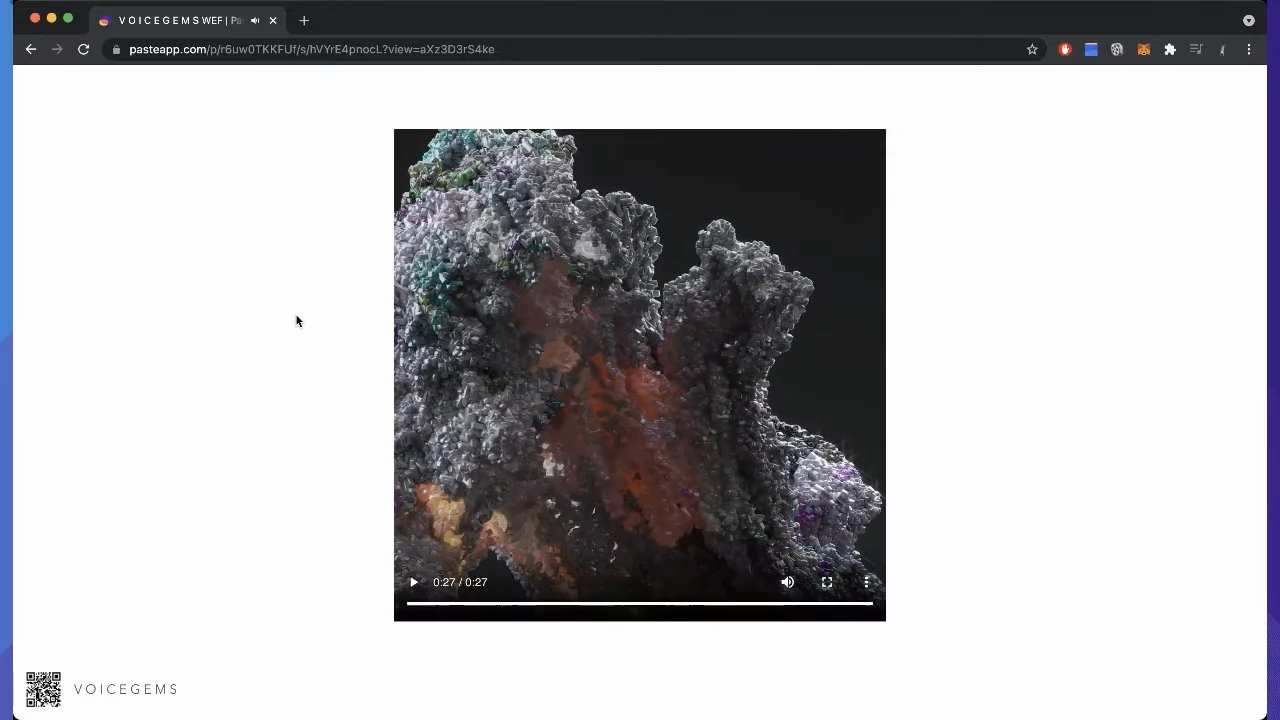 V O I C E G E M S WEF | Pa
pasteapp.com/p/r6uw0TKKFUf/s/hVYrE4pnocL?view=aXz3D3rS4ke
0:27 / 0:27
VOICEGEMS